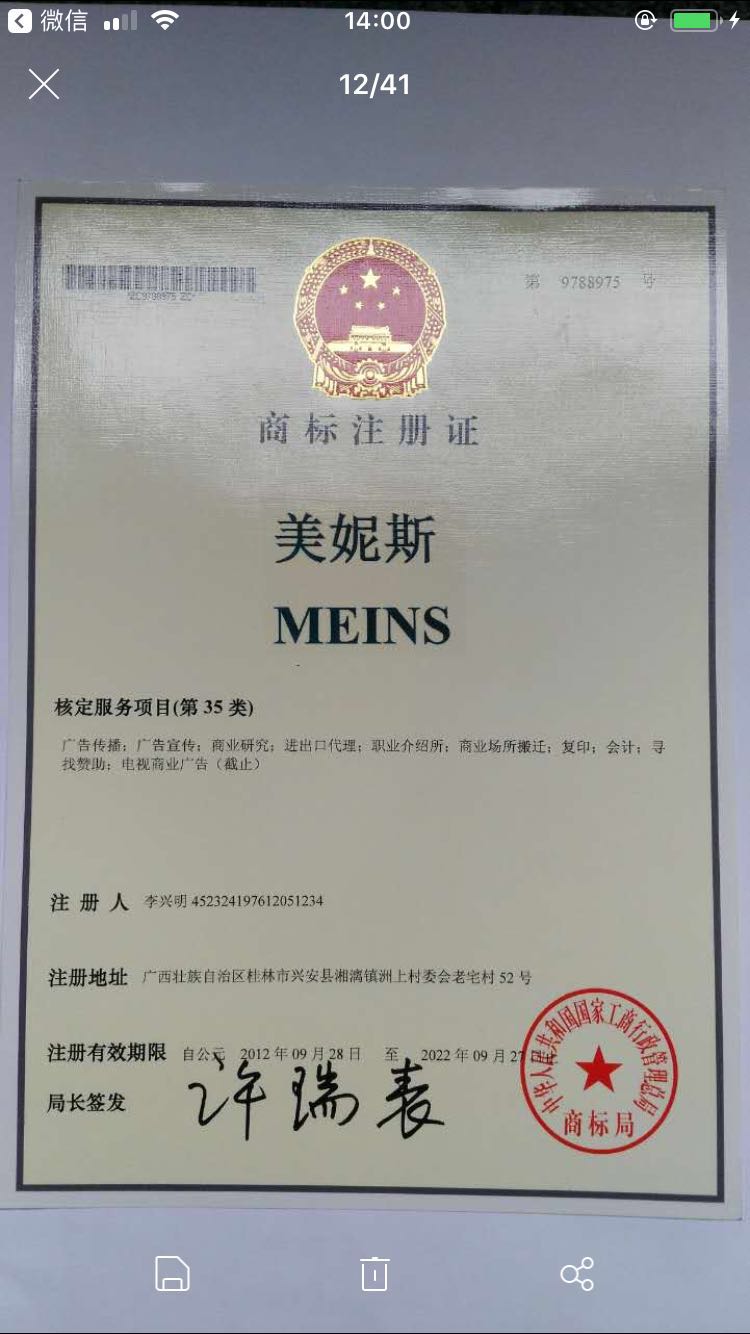 微信
14:00
12/41
第 9788975 号
商标注册证
美妮斯
MEINS
核定服务项目(第 35 类)
广告传播；广告宣传；商业研究；进出口代理；职业介绍所；商业场所搬迁；复印；会计；寻
找赞助；电视商业广告（截止）
注 册 人 李兴明 452324197612051234
注册地址 广西壮族自治区桂林市兴安县湘漓镇洲上村委会老宅村 52 号
注册有效期限 自公元 2012 年 09 月 28 日 至 2022 年 09 月 27 日止
局长签发 许瑞表
中华人民共和国国家工商行政管理总局
商标局